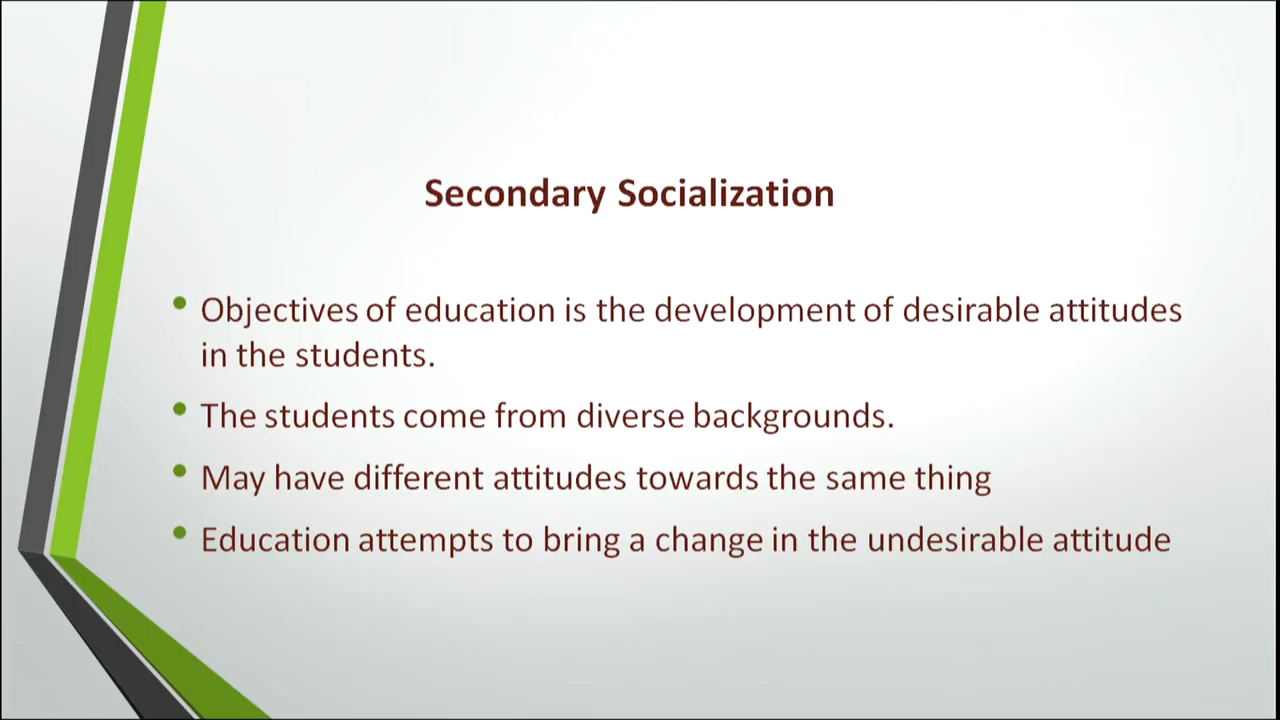 Secondary Socialization
Objectives of education is the development of desirable attitudes
in the students.
The students come from diverse backgrounds.
May have different attitudes towards the same thing
Education attempts to bring a change in the undesirable attitude